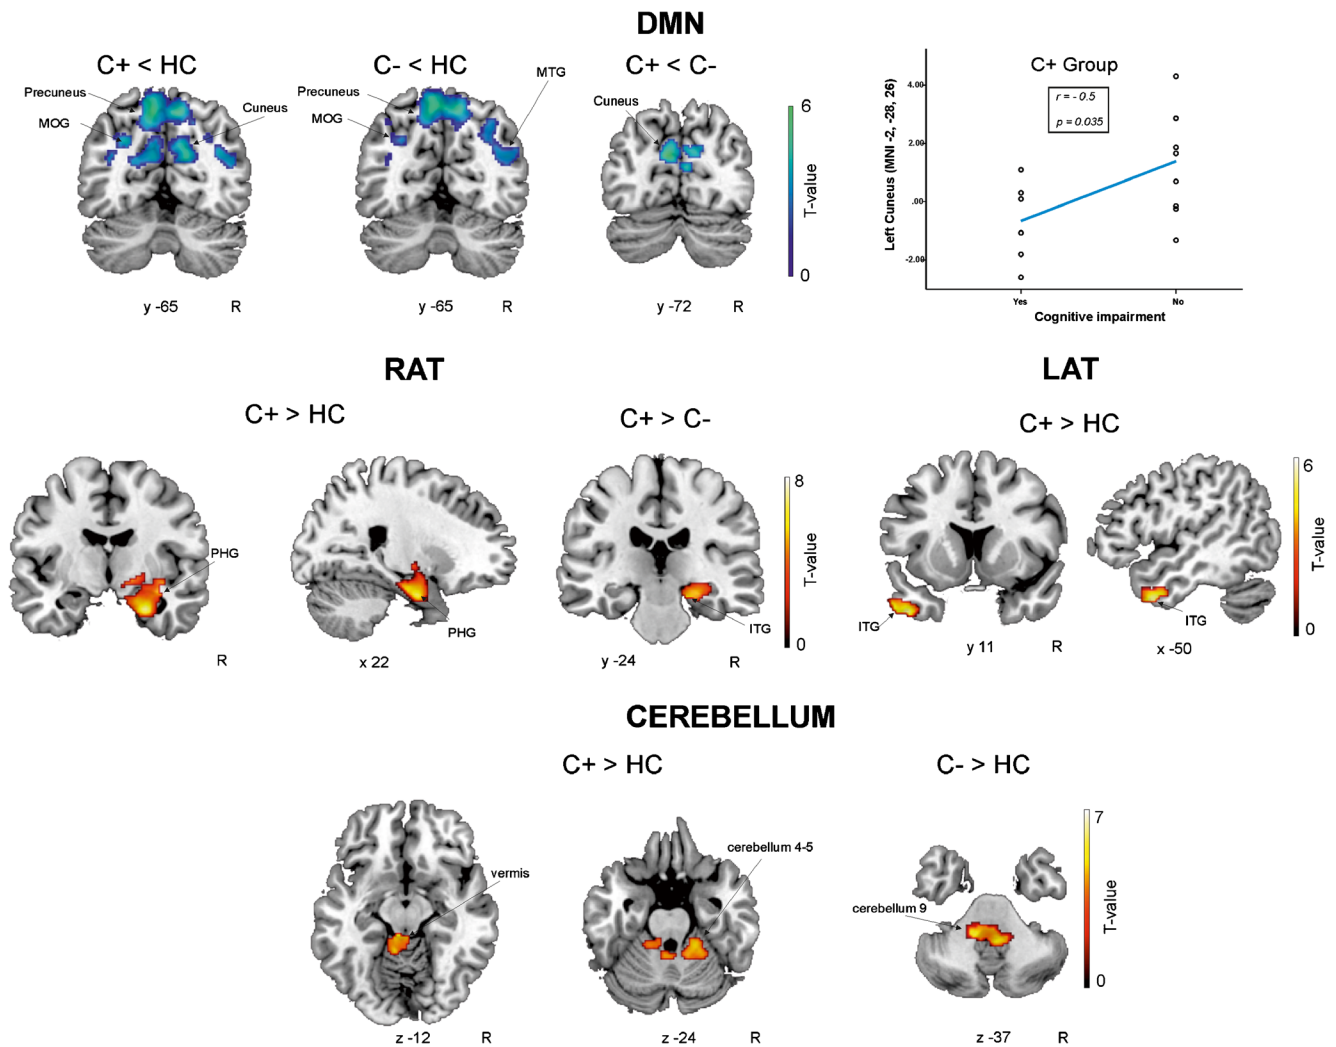 DMN
C+ < HC
C- < HC
C+ < C-
Precuneus
MOG
Cuneus
Precuneus
MOG
MTG
Cuneus
6
T-value
0
y -65
R
y -65
R
y -72
R
C+ Group
r = - 0.5
p = 0.035
Left Cuneus (MNI -2, -28, 26)
4.00
2.00
.00
-2.00
Yes
No
Cognitive impairment
RAT
LAT
C+ > HC
C+ > C-
C+ > HC
PHG
PHG
ITG
8
T-value
0
ITG
ITG
6
T-value
0
R
x 22
y -24
R
y 11
R
x -50
CEREBELLUM
C+ > HC
C- > HC
vermis
cerebellum 4-5
cerebellum 9
7
T-value
0
z -12
R
z -24
R
z -37
R